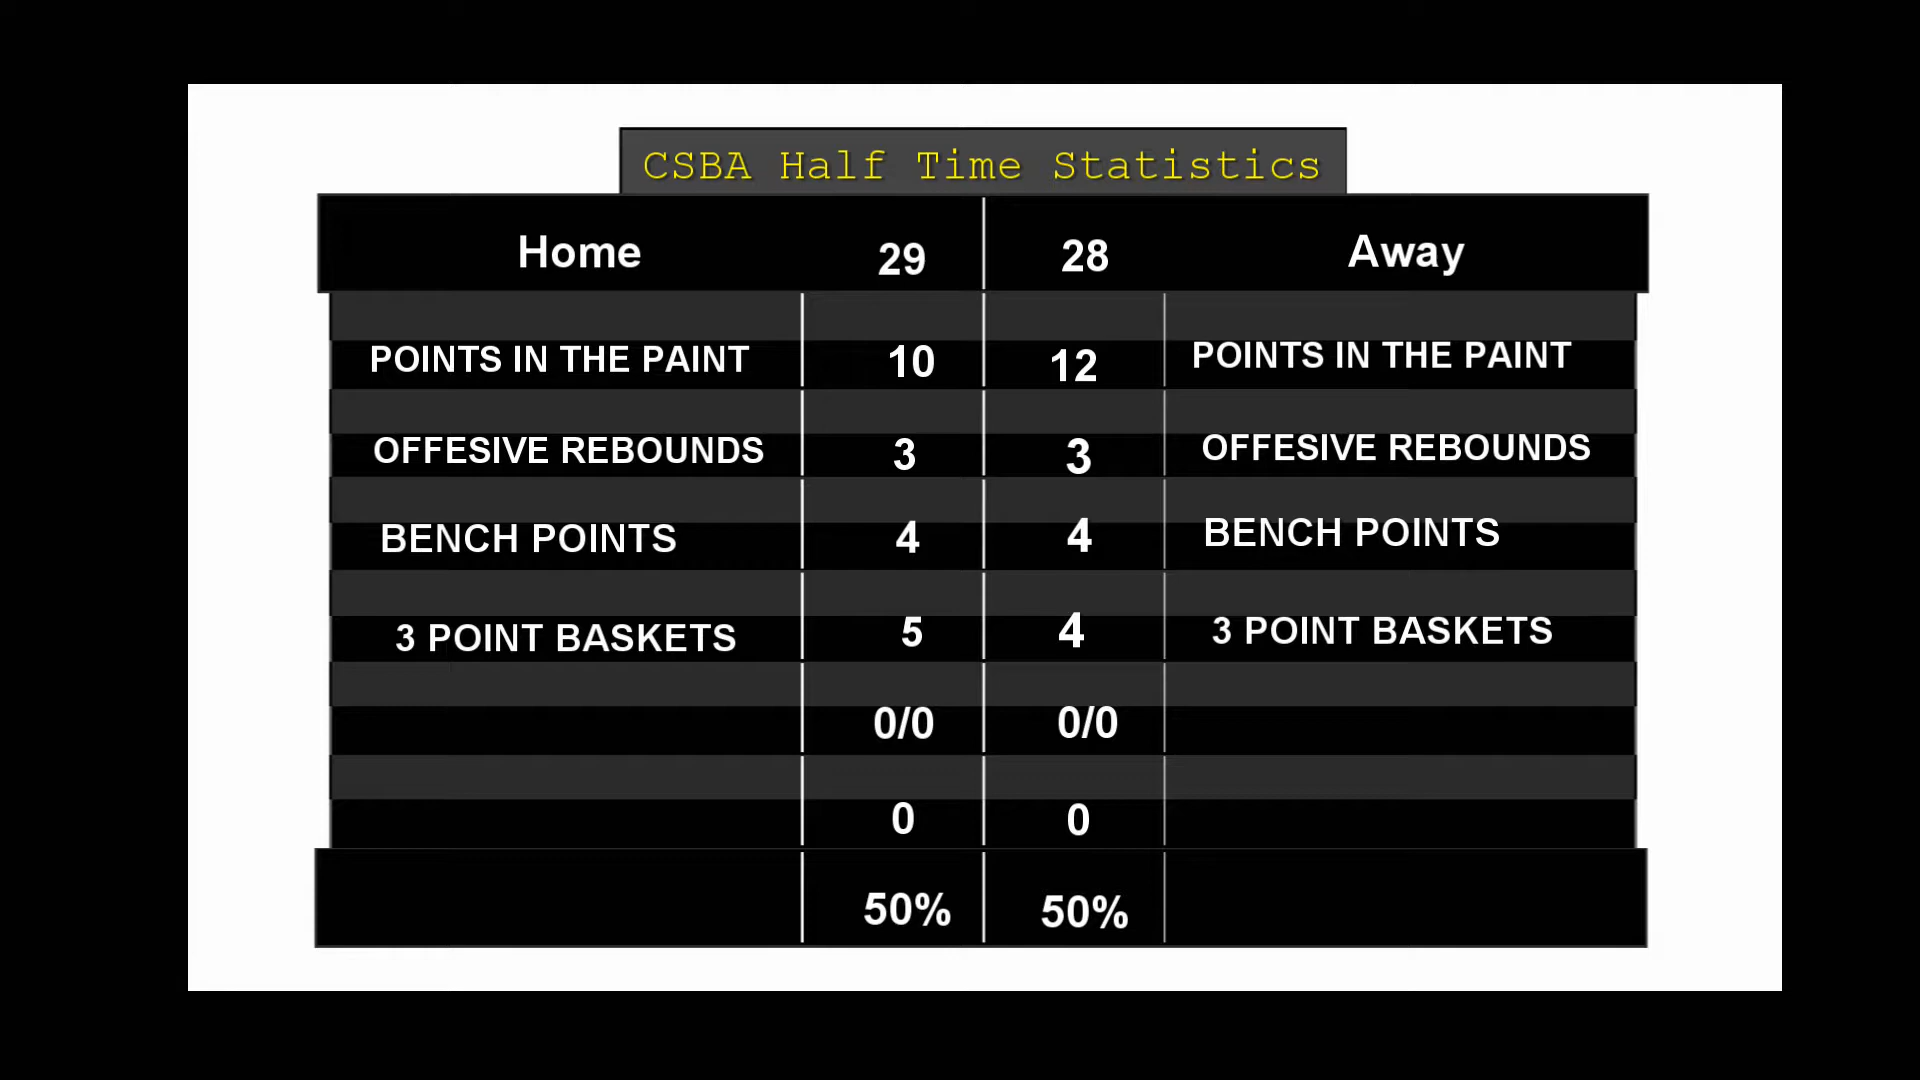 CSBA Half Time Statistics
Home 29 28 Away
POINTS IN THE PAINT 10 12 POINTS IN THE PAINT
OFFESIVE REBOUNDS 3 3 OFFESIVE REBOUNDS
BENCH POINTS 4 4 BENCH POINTS
3 POINT BASKETS 5 4 3 POINT BASKETS
0/0 0/0
0 0
50% 50%